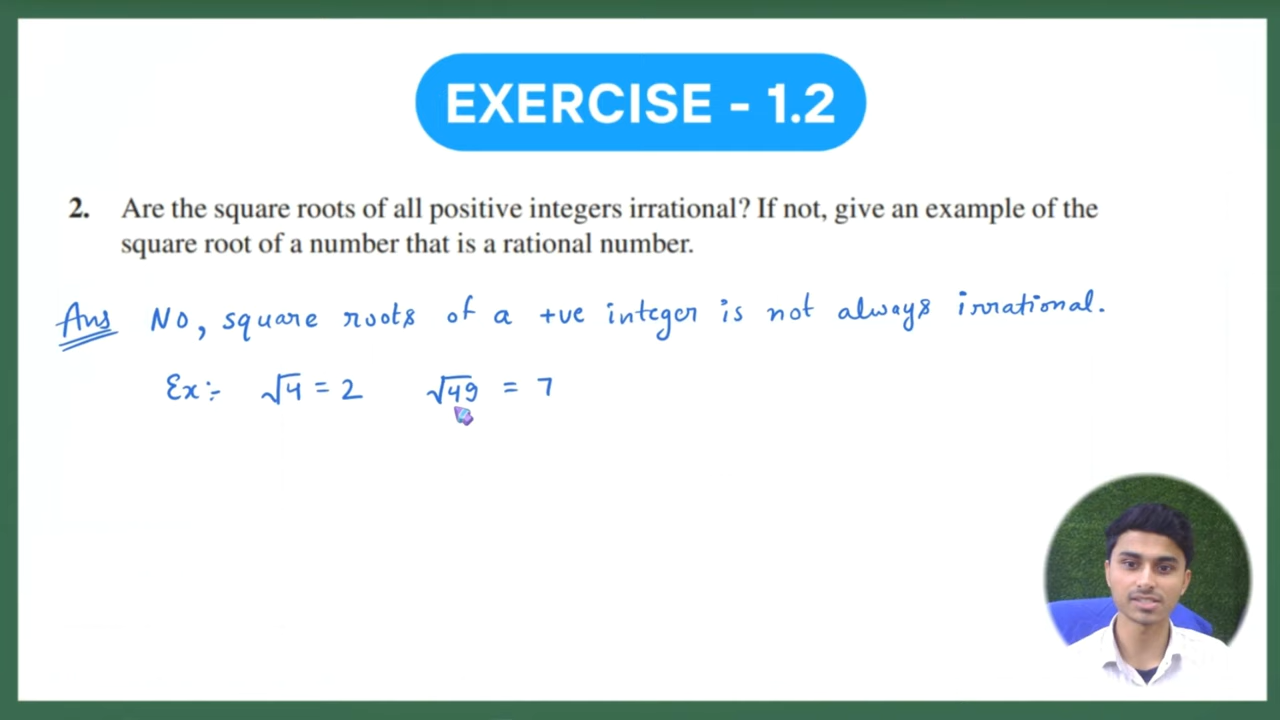 EXERCISE - 1.2
2. Are the square roots of all positive integers irrational? If not, give an example of the
square root of a number that is a rational number.
Ans No, square roots of a +ve integer is not always irrational.
Ex:- √4 = 2 √49 = 7